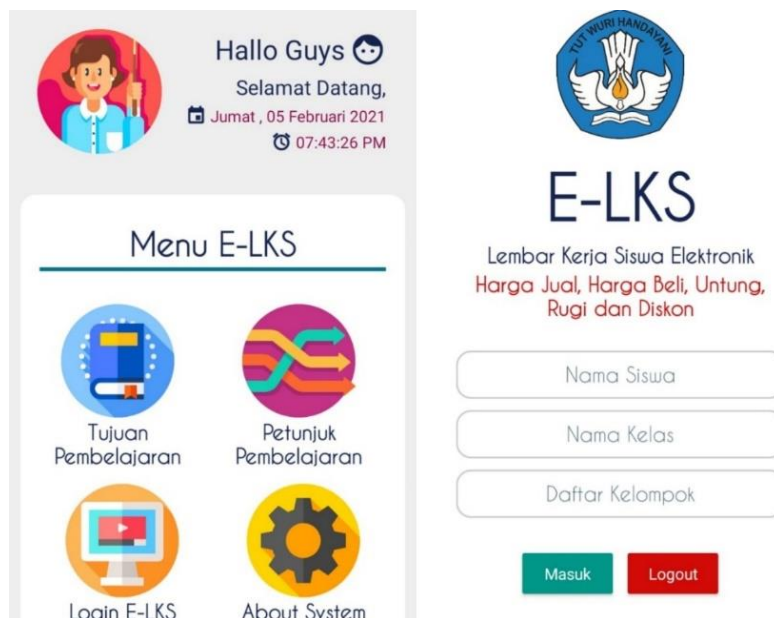 Hallo Guys
Selamat Datang,
Jumat , 05 Februari 2021
07:43:26 PM
Menu E-LKS
Tujuan
Pembelajaran
Petunjuk
Pembelajaran
Login E-LKS
About System
TUT WURI HANDAYANI
E-LKS
Lembar Kerja Siswa Elektronik
Harga Jual, Harga Beli, Untung,
Rugi dan Diskon
Nama Siswa
Nama Kelas
Daftar Kelompok
Masuk
Logout